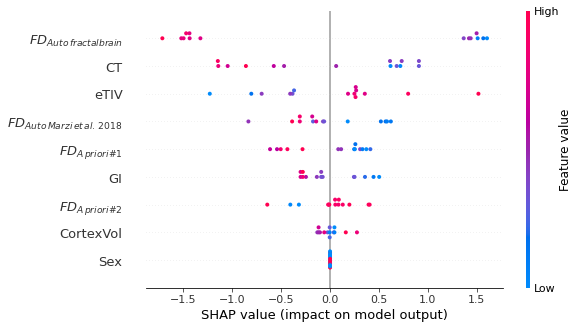 High
FD_Auto fractalbrain
CT
eTIV
FD_Auto Marzi et al. 2018
FD_A priori#1
GI
FD_A priori#2
CortexVol
Sex
Low
Feature value
−1.5 −1.0 −0.5 0.0 0.5 1.0 1.5
SHAP value (impact on model output)